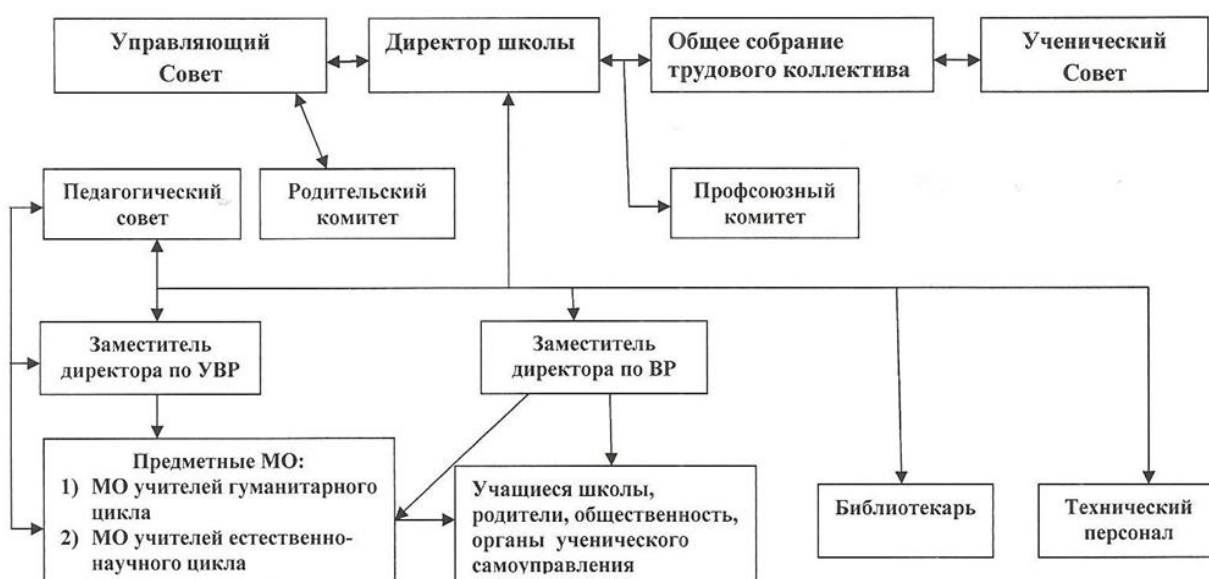 Управляющий
Совет
Директор школы
Общее собрание
трудового коллектива
Ученический
Совет
Педагогический
совет
Родительский
комитет
Профсоюзный
комитет
Заместитель
директора по УВР
Заместитель
директора по ВР
Предметные МО:
1) МО учителей гуманитарного
цикла
2) МО учителей естественно-
научного цикла
Учащиеся школы,
родители, общественность,
органы ученического
самоуправления
Библиотекарь
Технический
персонал